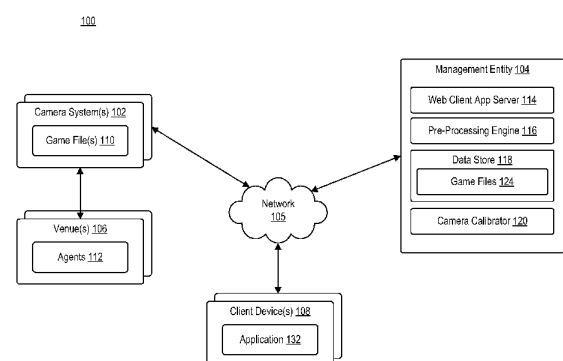 100
Camera System(s) 102
Game File(s) 110
Venue(s) 106
Agents 112
Network
105
Client Device(s) 108
Application 132
Management Entity 104
Web Client App Server 114
Pre-Processing Engine 116
Data Store 118
Game Files 124
Camera Calibrator 120